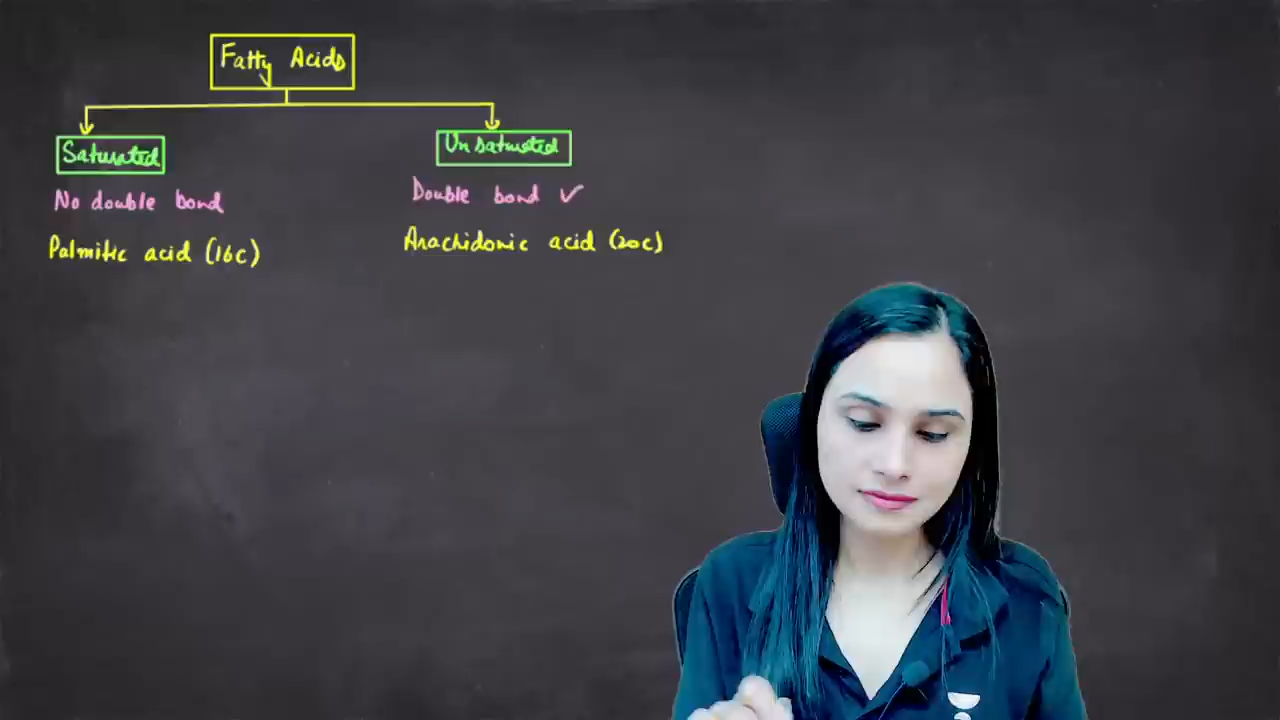 Fatty Acids
Saturated
Unsaturated
No double bond
Double bond ✓
Palmitic acid (16C)
Arachidonic acid (20C)